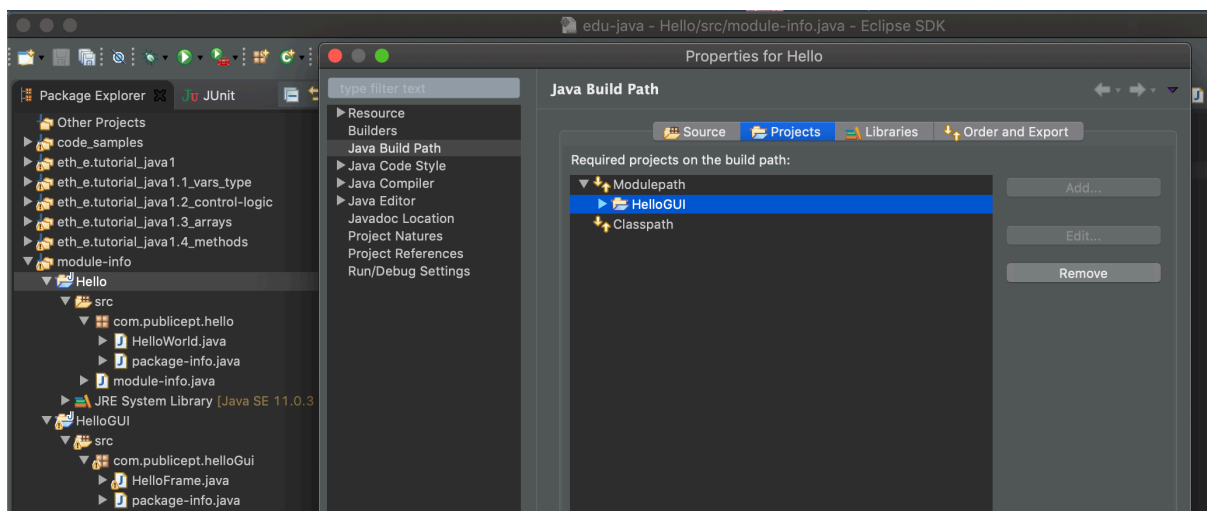 edu-java - Hello/src/module-info.java - Eclipse SDK
Properties for Hello
Package Explorer
JUnit
Other Projects
code_samples
eth_e.tutorial_java1
eth_e.tutorial_java1.1_vars_type
eth_e.tutorial_java1.2_control-logic
eth_e.tutorial_java1.3_arrays
eth_e.tutorial_java1.4_methods
module-info
Hello
src
com.publicept.hello
HelloWorld.java
package-info.java
module-info.java
JRE System Library [Java SE 11.0.3
HelloGUI
src
com.publicept.helloGui
HelloFrame.java
package-info.java
type filter text
Resource
Builders
Java Build Path
Java Code Style
Java Compiler
Java Editor
Javadoc Location
Project Natures
Project References
Run/Debug Settings
Java Build Path
Source
Projects
Libraries
Order and Export
Required projects on the build path:
Modulepath
HelloGUI
Classpath
Add...
Edit...
Remove